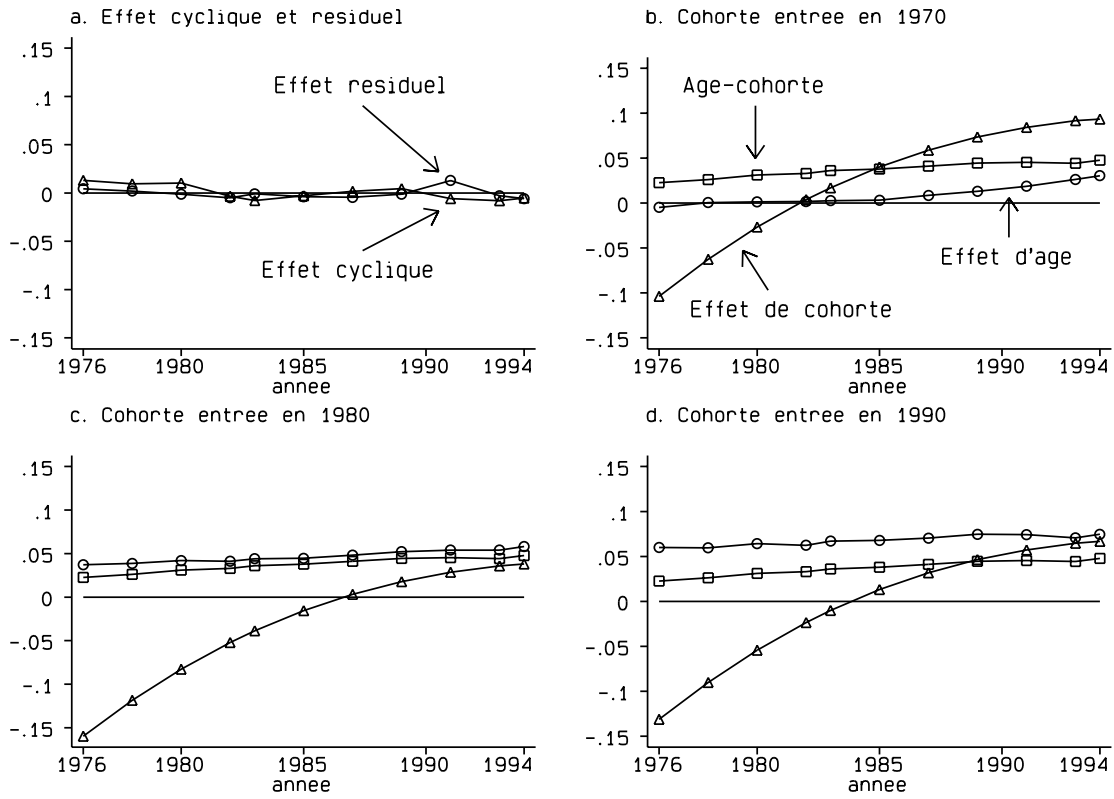 a. Effet cyclique et residuel
.15
.1
.05
0
-.05
-.1
-.15
Effet residuel
Effet cyclique
1976 1980 1985 1990 1994
annee
b. Cohorte entree en 1970
.15
.1
.05
0
-.05
-.1
-.15
Age-cohorte
Effet d'age
Effet de cohorte
1976 1980 1985 1990 1994
annee
c. Cohorte entree en 1980
.15
.1
.05
0
-.05
-.1
-.15
1976 1980 1985 1990 1994
annee
d. Cohorte entree en 1990
.15
.1
.05
0
-.05
-.1
-.15
1976 1980 1985 1990 1994
annee